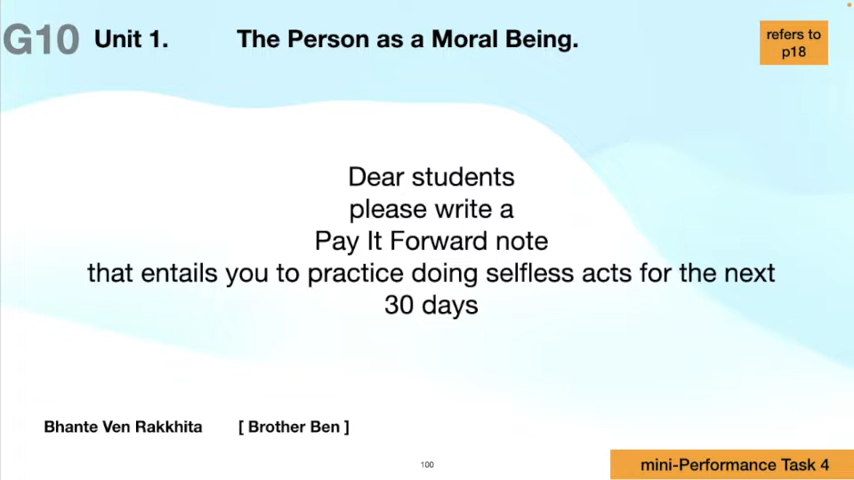 G10 Unit 1. The Person as a Moral Being.
refers to
p18
Dear students
please write a
Pay It Forward note
that entails you to practice doing selfless acts for the next
30 days
Bhante Ven Rakkhita [ Brother Ben ]
100
mini-Performance Task 4